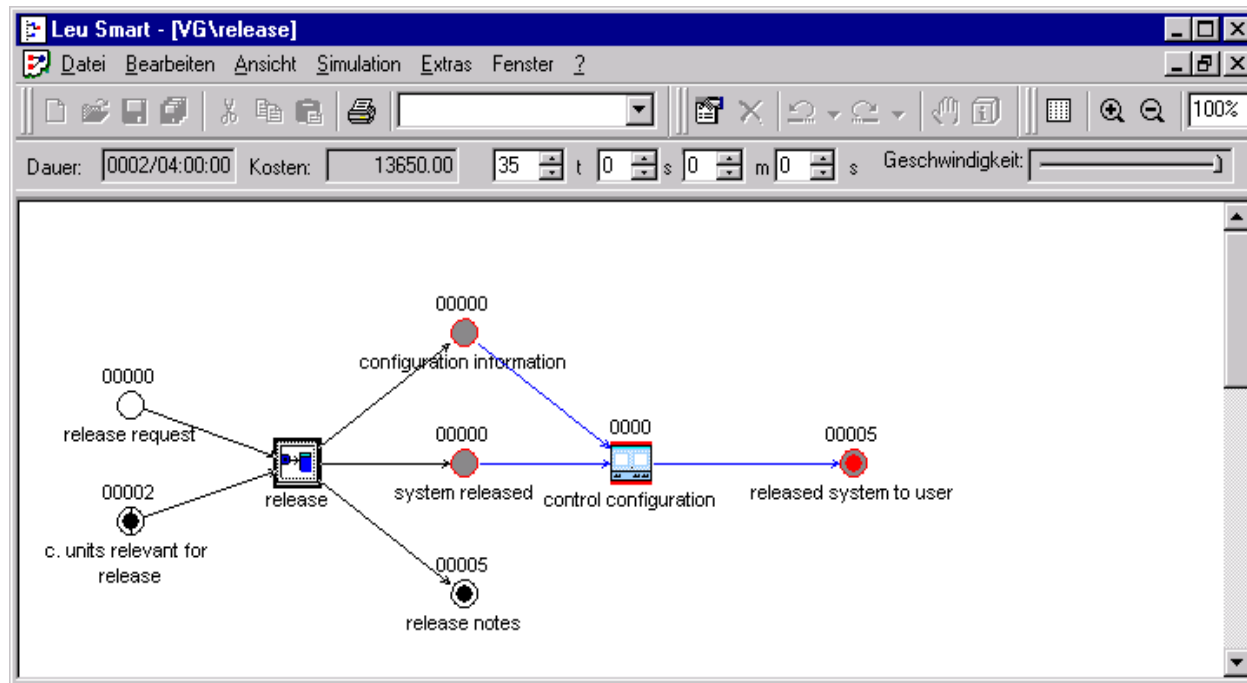 Leu Smart - [VG\release]
Datei Bearbeiten Ansicht Simulation Extras Fenster ?
100%
Dauer: 0002/04:00:00 Kosten: 13650.00 35 t 0 s 0 m 0 s Geschwindigkeit:
00000
configuration information
00000
release request
00000
system released
0000
control configuration
00005
released system to user
release
00002
c. units relevant for
release
00005
release notes